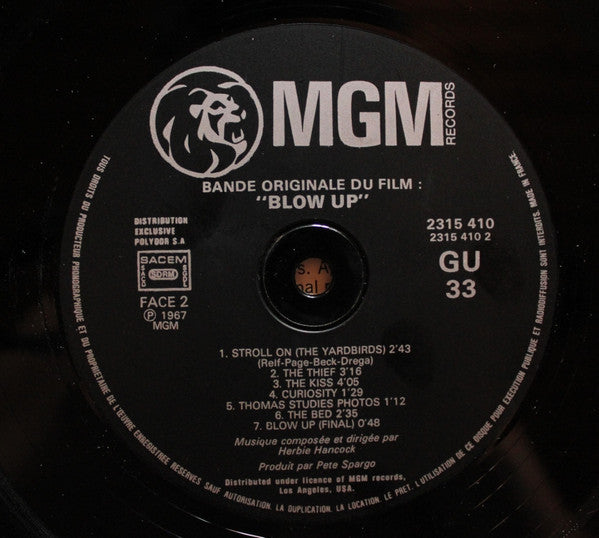 MGM
RECORDS
BANDE ORIGINALE DU FILM :
"BLOW UP"
DISTRIBUTION
EXCLUSIVE
POLYDOR S.A
SACEM
SACD
SDRM
SGDL
FACE 2
Ⓟ 1967
MGM
2315 410
2315 410 2
GU
33
s. A
nal
1. STROLL ON (THE YARDBIRDS) 2'43
(Relf-Page-Beck-Drega)
2. THE THIEF 3'16
3. THE KISS 4'05
4. CURIOSITY 1'29
5. THOMAS STUDIES PHOTOS 1'12
6. THE BED 2'35
7. BLOW UP (FINAL) 0'48
Musique composée et dirigée par
Herbie Hancock
Produit par Pete Spargo
Distributed under licence of MGM records,
Los Angeles, USA.
TOUS DROITS DU PRODUCTEUR PHONOGRAPHIQUE ET DU PROPRIETAIRE DE L'ŒUVRE ENREGISTREE RESERVES SAUF AUTORISATION. LA DUPLICATION, LA LOCATION, LE PRET, L'UTILISATION DE CE DISQUE POUR EXECUTION PUBLIQUE ET RADIODIFFUSION SONT INTERDITS. MADE IN FRANCE.